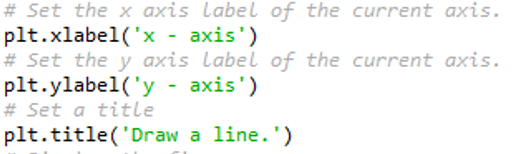 # Set the x axis label of the current axis.
plt.xlabel('x - axis')
# Set the y axis label of the current axis.
plt.ylabel('y - axis')
# Set a title
plt.title('Draw a line.')